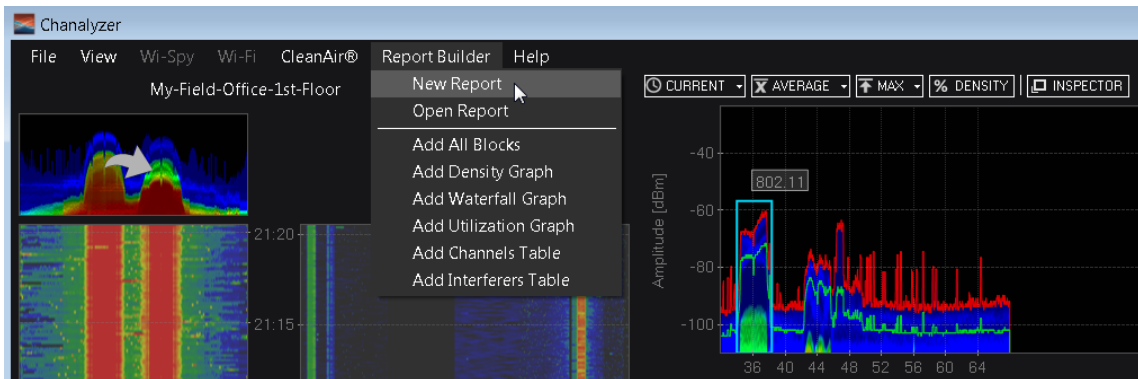 Chanalyzer
File View Wi-Spy Wi-Fi CleanAir® Report Builder Help
My-Field-Office-1st-Floor
New Report
Open Report
Add All Blocks
Add Density Graph
Add Waterfall Graph
Add Utilization Graph
Add Channels Table
Add Interferers Table
21:20
21:15
CURRENT AVERAGE MAX % DENSITY INSPECTOR
Amplitude [dBm]
-40
-60
-80
-100
802.11
36 40 44 48 52 56 60 64